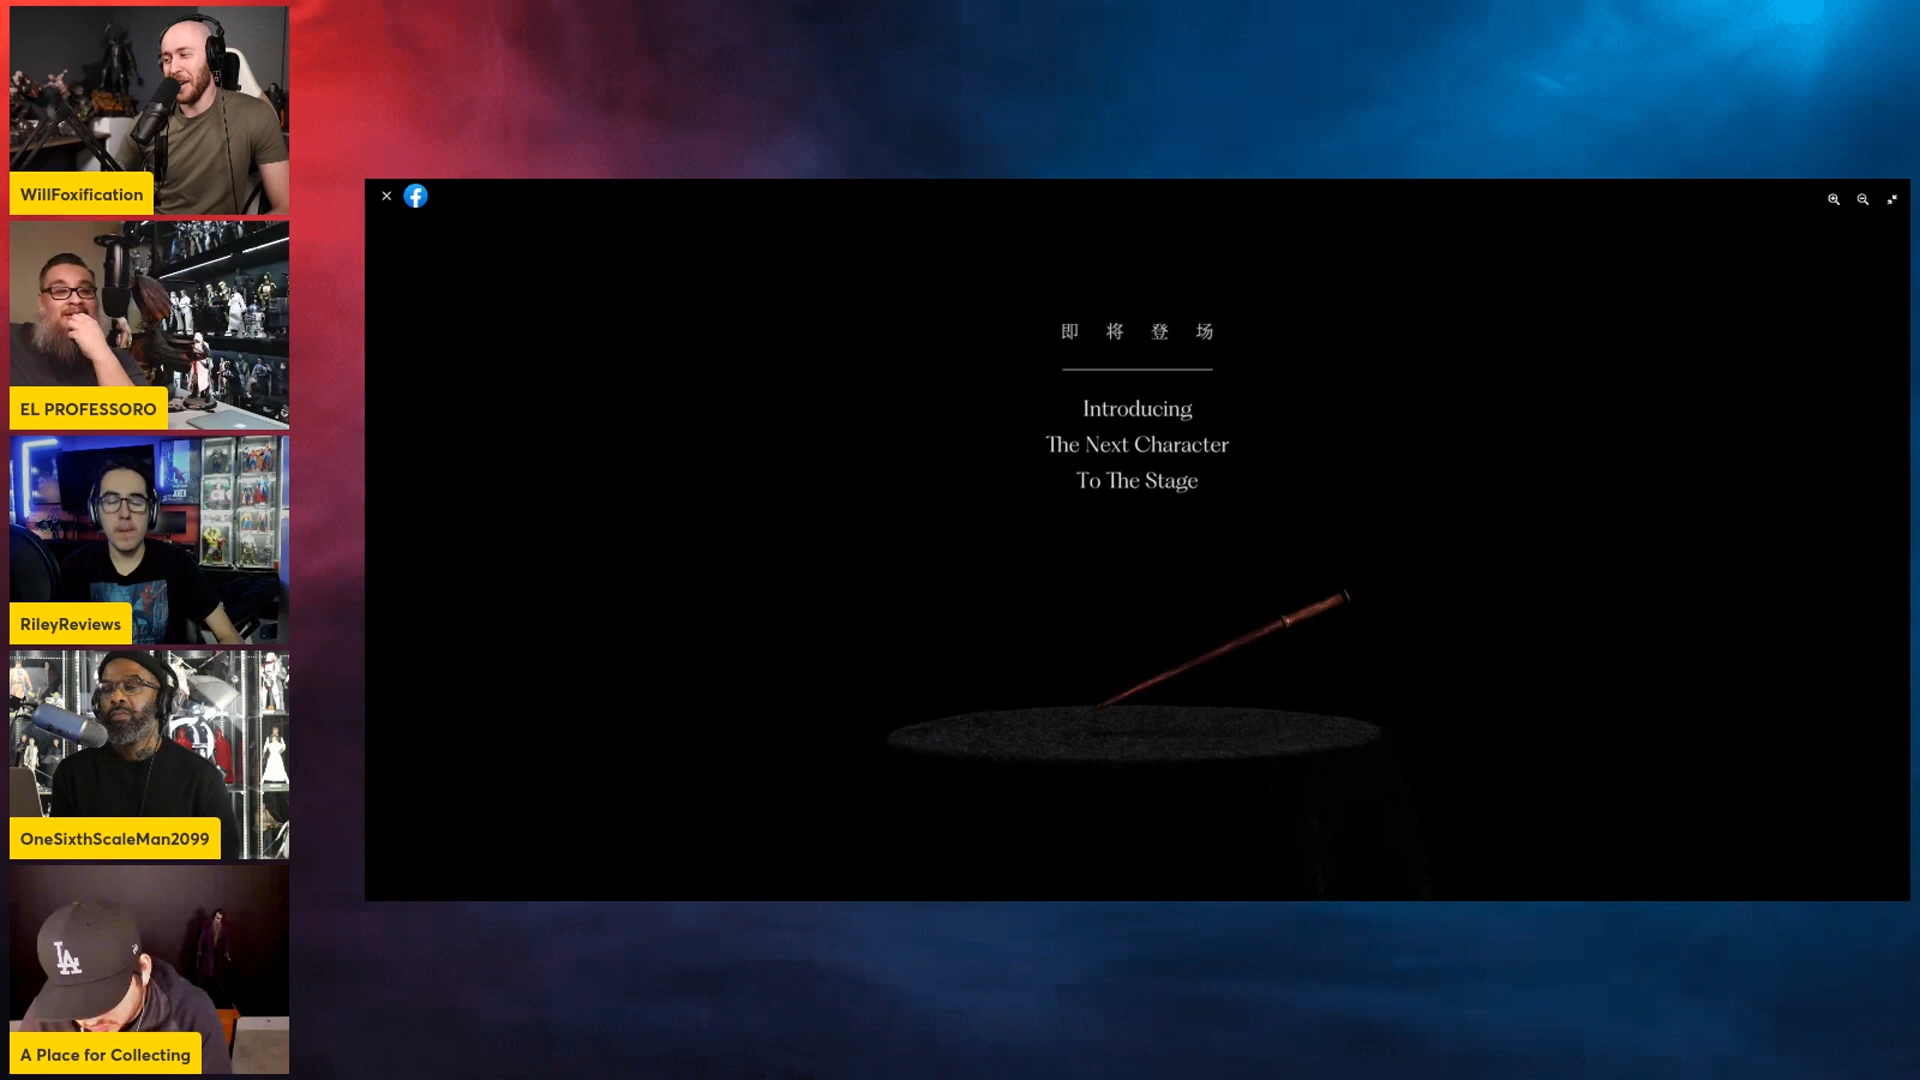 WillFoxification
EL PROFESSORO
RileyReviews
OneSixthScaleMan2099
LA
A Place for Collecting
即将登场
Introducing
The Next Character
To The Stage